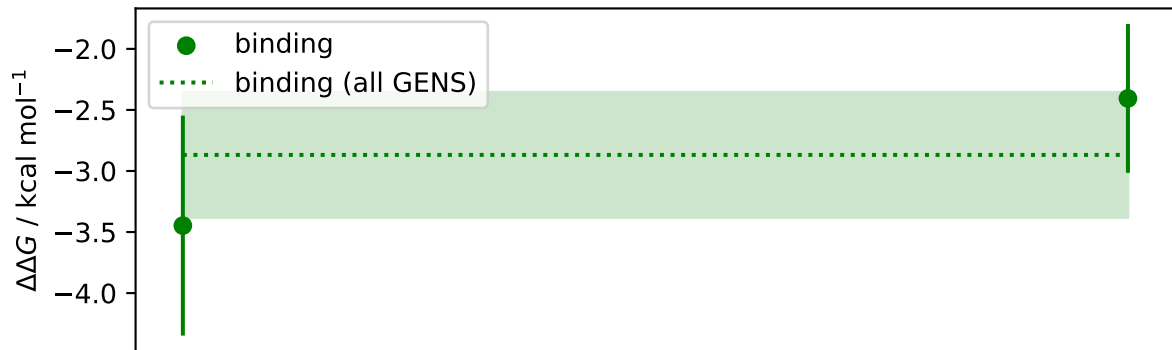 binding
binding (all GENS)
−2.0
−2.5
−3.0
−3.5
−4.0
ΔΔG / kcal mol⁻¹